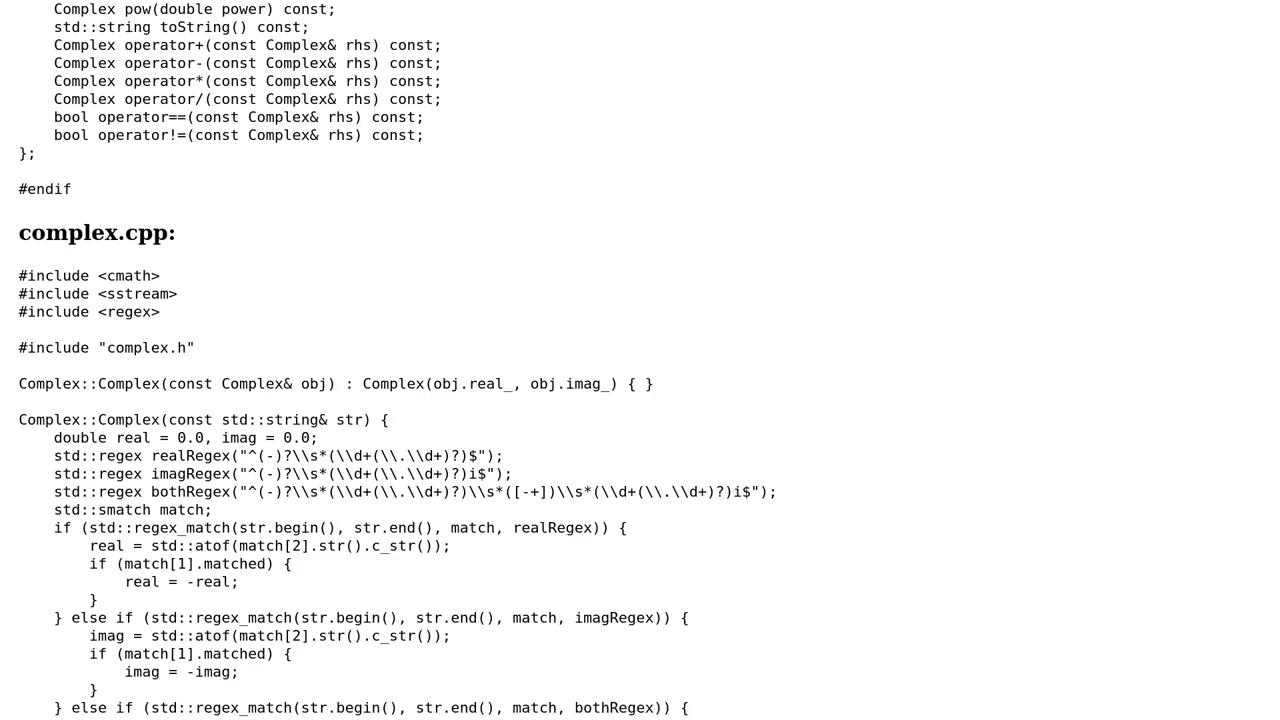 Complex pow(double power) const;
    std::string toString() const;
    Complex operator+(const Complex& rhs) const;
    Complex operator-(const Complex& rhs) const;
    Complex operator*(const Complex& rhs) const;
    Complex operator/(const Complex& rhs) const;
    bool operator==(const Complex& rhs) const;
    bool operator!=(const Complex& rhs) const;
};

#endif

complex.cpp:

#include <cmath>
#include <sstream>
#include <regex>

#include "complex.h"

Complex::Complex(const Complex& obj) : Complex(obj.real_, obj.imag_) { }

Complex::Complex(const std::string& str) {
    double real = 0.0, imag = 0.0;
    std::regex realRegex("^(-)?\\s*(\\d+(\\.\\d+)?)$");
    std::regex imagRegex("^(-)?\\s*(\\d+(\\.\\d+)?)i$");
    std::regex bothRegex("^(-)?\\s*(\\d+(\\.\\d+)?)\\s*([-+])\\s*(\\d+(\\.\\d+)?)i$");
    std::smatch match;
    if (std::regex_match(str.begin(), str.end(), match, realRegex)) {
        real = std::atof(match[2].str().c_str());
        if (match[1].matched) {
            real = -real;
        }
    } else if (std::regex_match(str.begin(), str.end(), match, imagRegex)) {
        imag = std::atof(match[2].str().c_str());
        if (match[1].matched) {
            imag = -imag;
        }
    } else if (std::regex_match(str.begin(), str.end(), match, bothRegex)) {